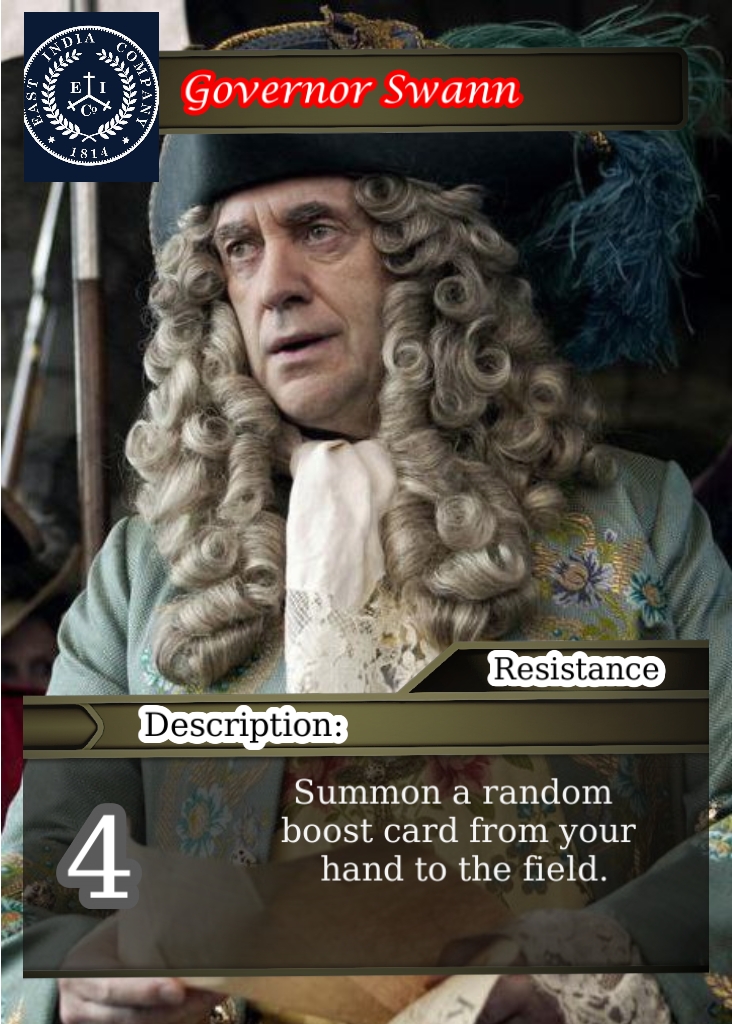 EAST INDIA COMPANY
E I
Co
1814
Governor Swann
Resistance
Description:
4
Summon a random
boost card from your
hand to the field.